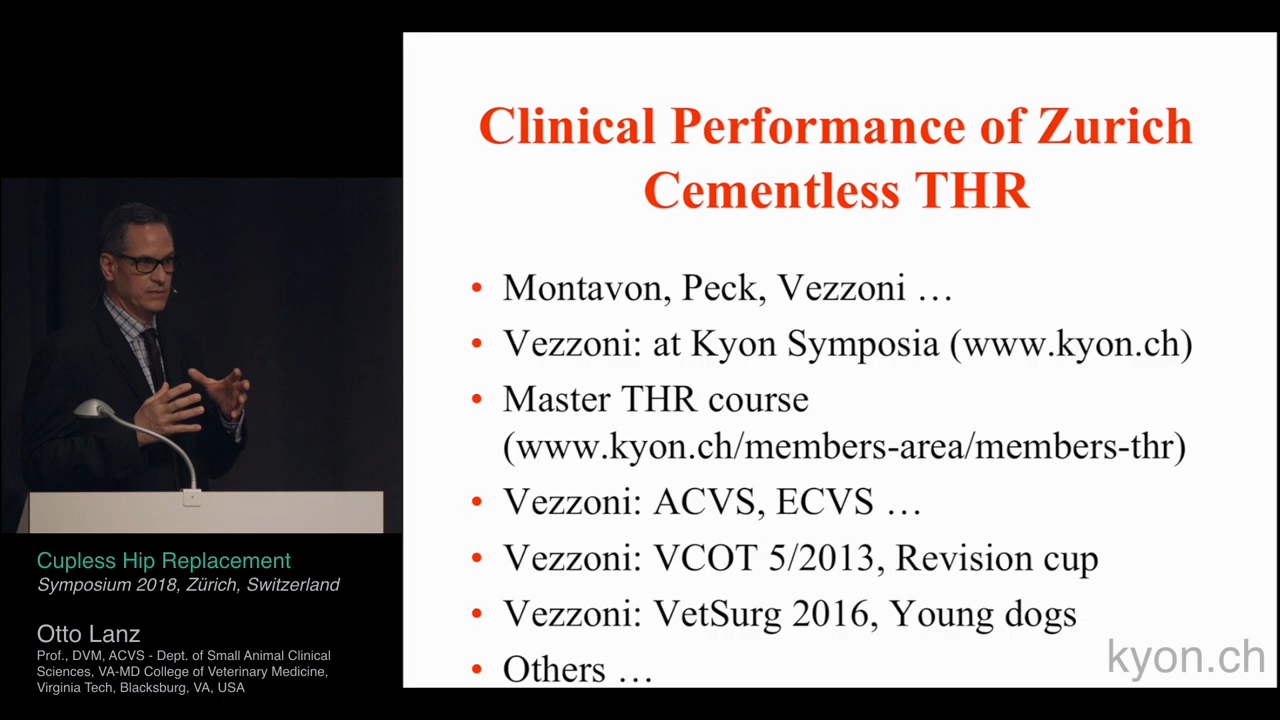 Clinical Performance of Zurich
Cementless THR
• Montavon, Peck, Vezzoni …
• Vezzoni: at Kyon Symposia (www.kyon.ch)
• Master THR course
(www.kyon.ch/members-area/members-thr)
• Vezzoni: ACVS, ECVS …
• Vezzoni: VCOT 5/2013, Revision cup
• Vezzoni: VetSurg 2016, Young dogs
• Others …
kyon.ch
Cupless Hip Replacement
Symposium 2018, Zürich, Switzerland
Otto Lanz
Prof., DVM, ACVS - Dept. of Small Animal Clinical
Sciences, VA-MD College of Veterinary Medicine,
Virginia Tech, Blacksburg, VA, USA